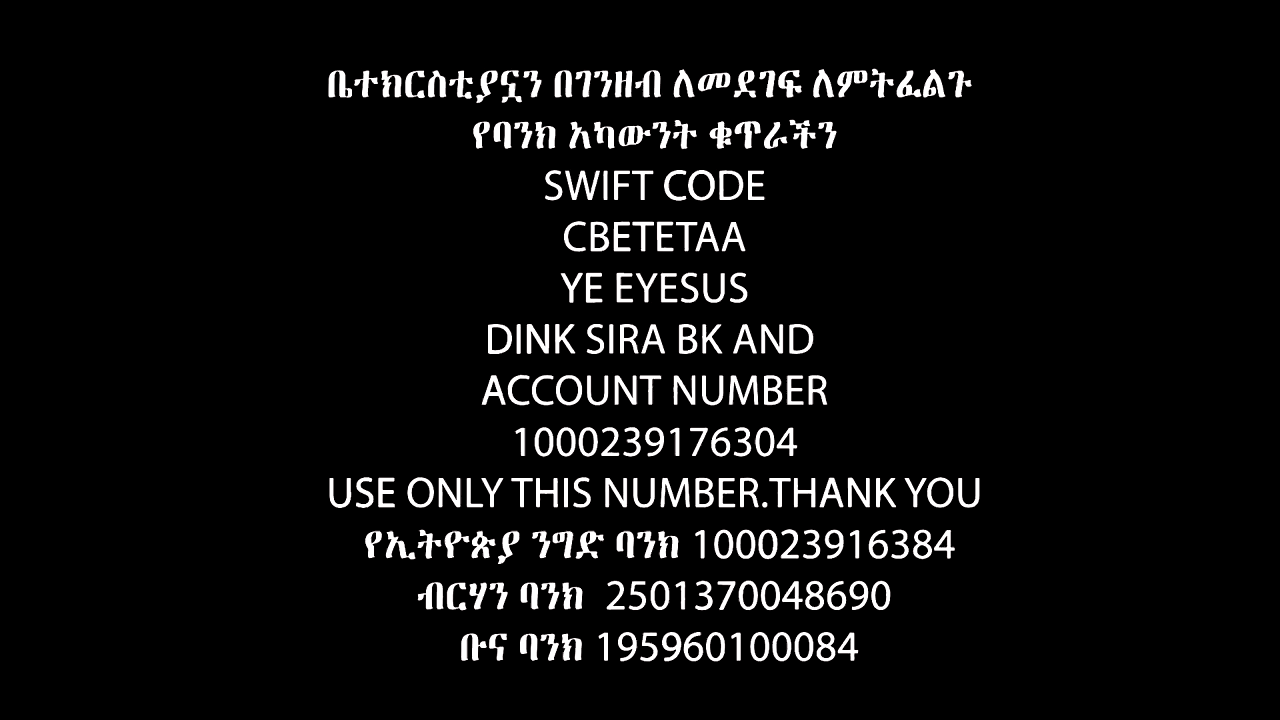 ቤተክርስቲያኗን በገንዘብ ለመደገፍ ለምትፈልጉ
የባንክ አካውንት ቁጥራችን
SWIFT CODE
CBETETAA
YE EYESUS
DINK SIRA BK AND
ACCOUNT NUMBER
1000239176304
USE ONLY THIS NUMBER.THANK YOU
የኢትዮጵያ ንግድ ባንክ 100023916384
ብርሃን ባንክ 2501370048690
ቡና ባንክ 195960100084